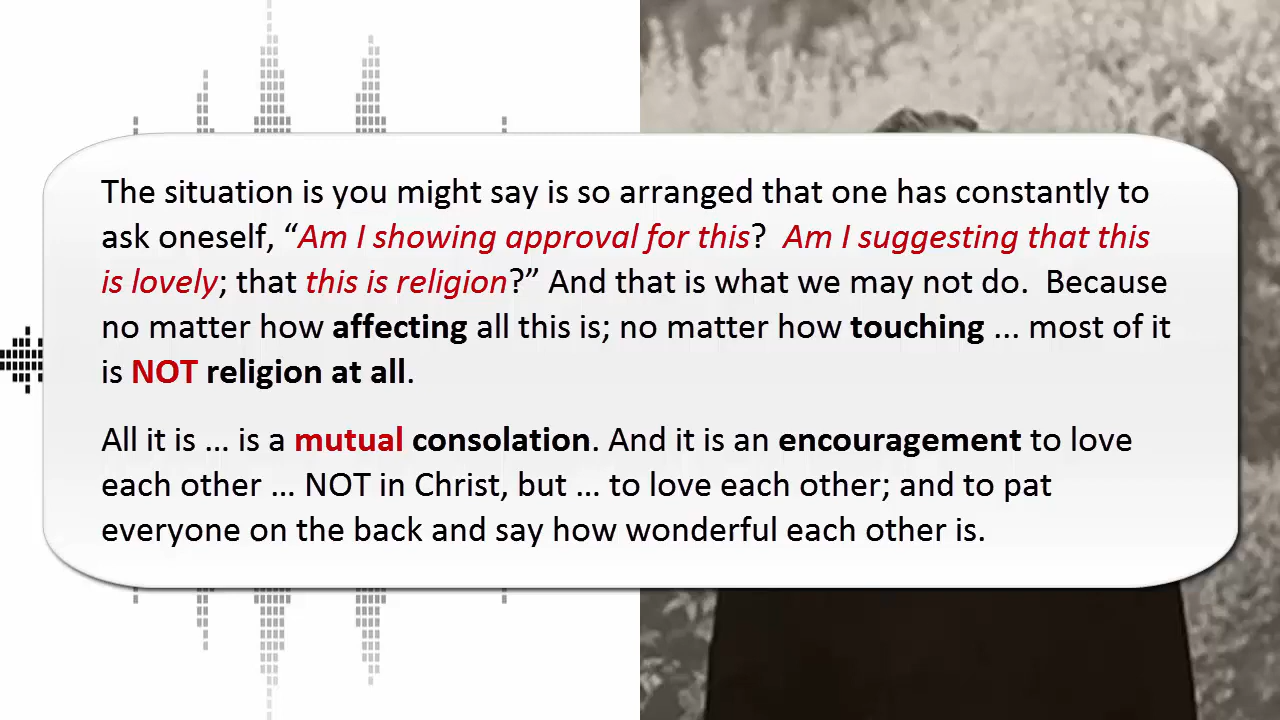 The situation is you might say is so arranged that one has constantly to
ask oneself, “Am I showing approval for this?  Am I suggesting that this
is lovely; that this is religion?” And that is what we may not do.  Because
no matter how affecting all this is; no matter how touching ... most of it
is NOT religion at all.
All it is ... is a mutual consolation. And it is an encouragement to love
each other ... NOT in Christ, but ... to love each other; and to pat
everyone on the back and say how wonderful each other is.